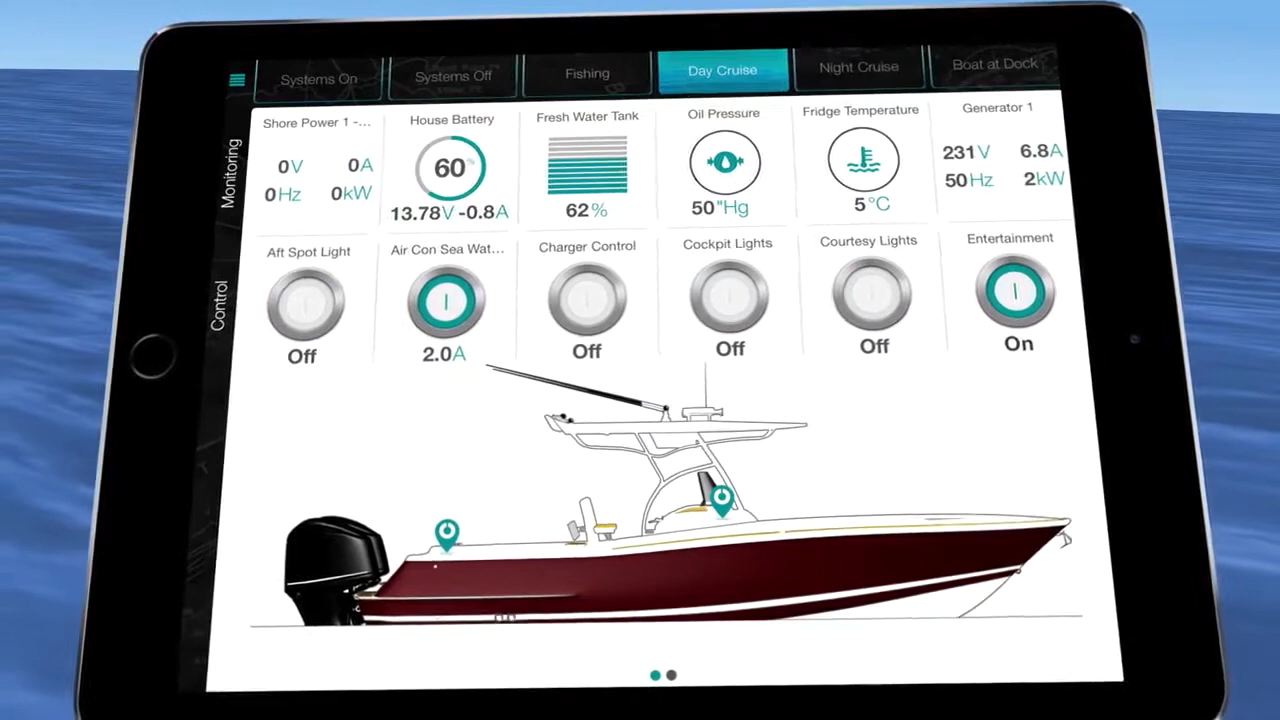 Systems On
Systems Off
Fishing
Day Cruise
Night Cruise
Boat at Dock
Monitoring
Shore Power 1 -...
0V 0A
0Hz 0kW
House Battery
60%
13.78V -0.8A
Fresh Water Tank
62%
Oil Pressure
50"Hg
Fridge Temperature
5°C
Generator 1
231V 6.8A
50Hz 2kW
Control
Aft Spot Light
Off
Air Con Sea Wat...
2.0A
Charger Control
Off
Cockpit Lights
Off
Courtesy Lights
Off
Entertainment
On